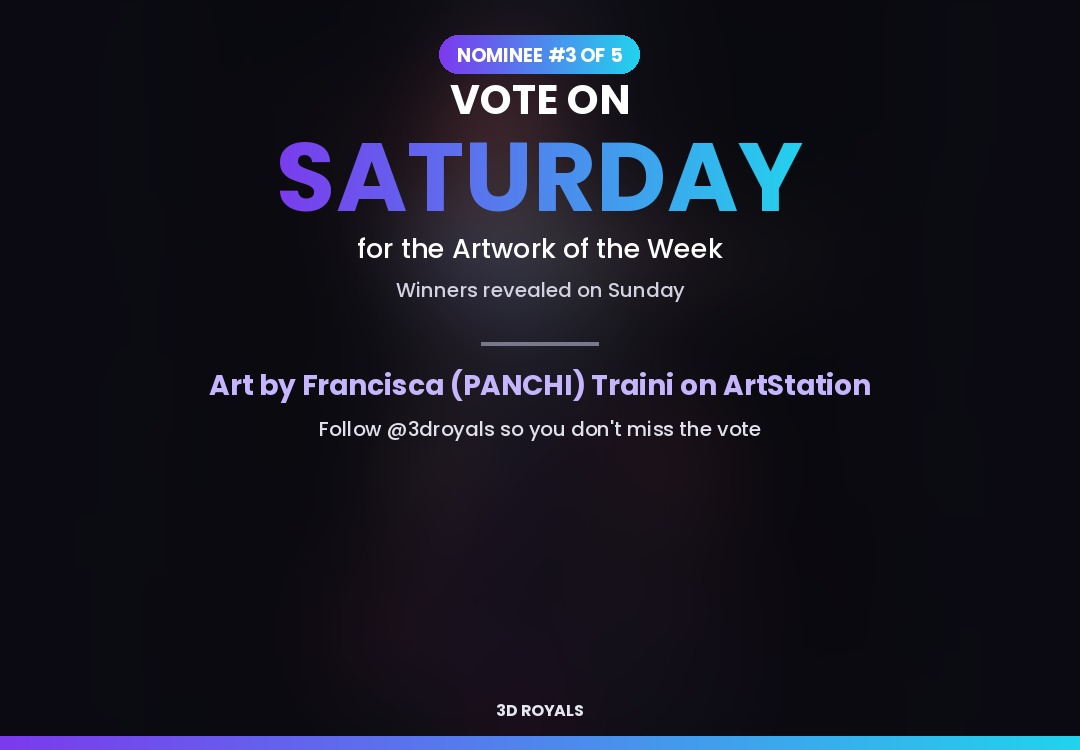 NOMINEE #3 OF 5
VOTE ON
SATURDAY
for the Artwork of the Week
Winners revealed on Sunday
Art by Francisca (PANCHI) Traini on ArtStation
Follow @3droyals so you don't miss the vote
3D ROYALS